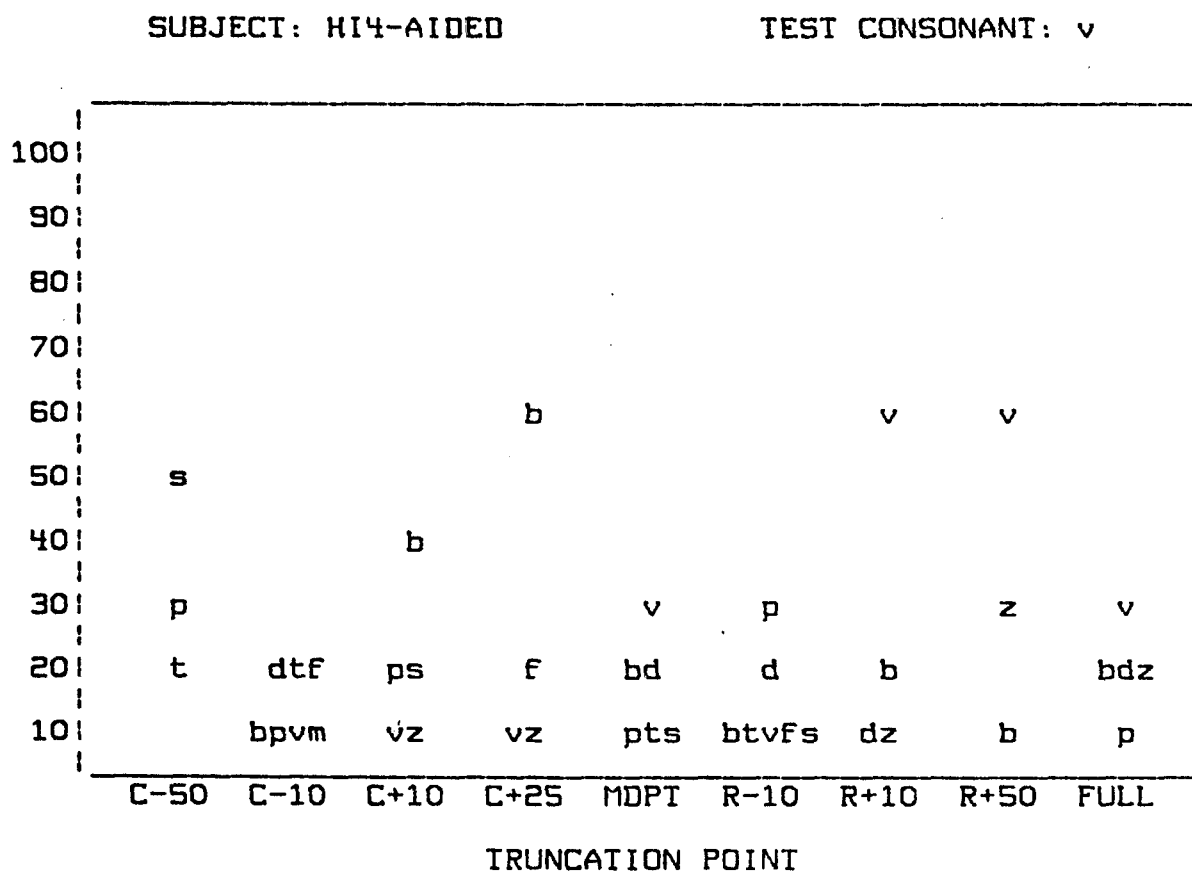 SUBJECT: HI4-AIDED TEST CONSONANT: v
100
90
80
70
60 b v v
50 s
40 b
30 p v p z v
20 t dtf ps f bd d b bdz
10 bpvm vz vz pts btvfs dz b p
C-50 C-10 C+10 C+25 MDPT R-10 R+10 R+50 FULL
TRUNCATION POINT